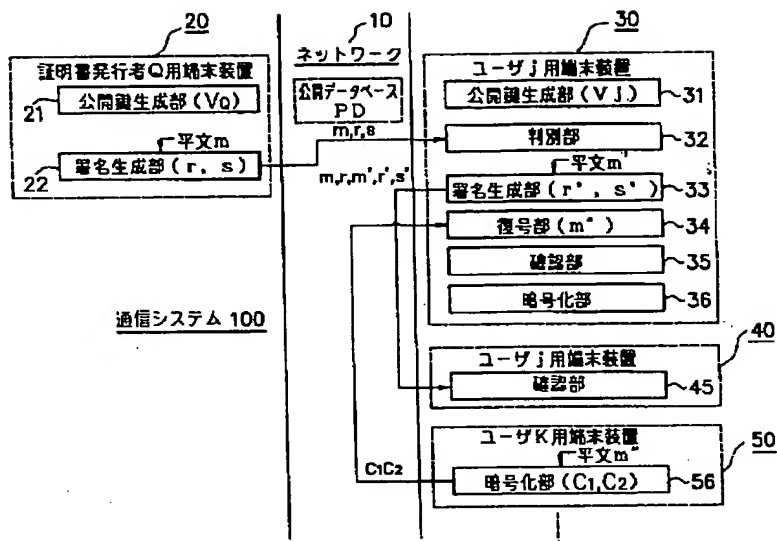 20
証明書発行者Q用端末装置
21
公開鍵生成部(VQ)
平文m
22
署名生成部(r, s)
通信システム 100
10
ネットワーク
公開データベース
PD
m,r,s
m,r,m',r',s'
C1C2
30
ユーザj用端末装置
公開鍵生成部(Vj)
31
判別部
32
平文m'
署名生成部(r', s')
33
復号部(m")
34
確認部
35
暗号化部
36
40
ユーザj用端末装置
確認部
45
50
ユーザK用端末装置
平文m"
暗号化部(C1,C2)
56